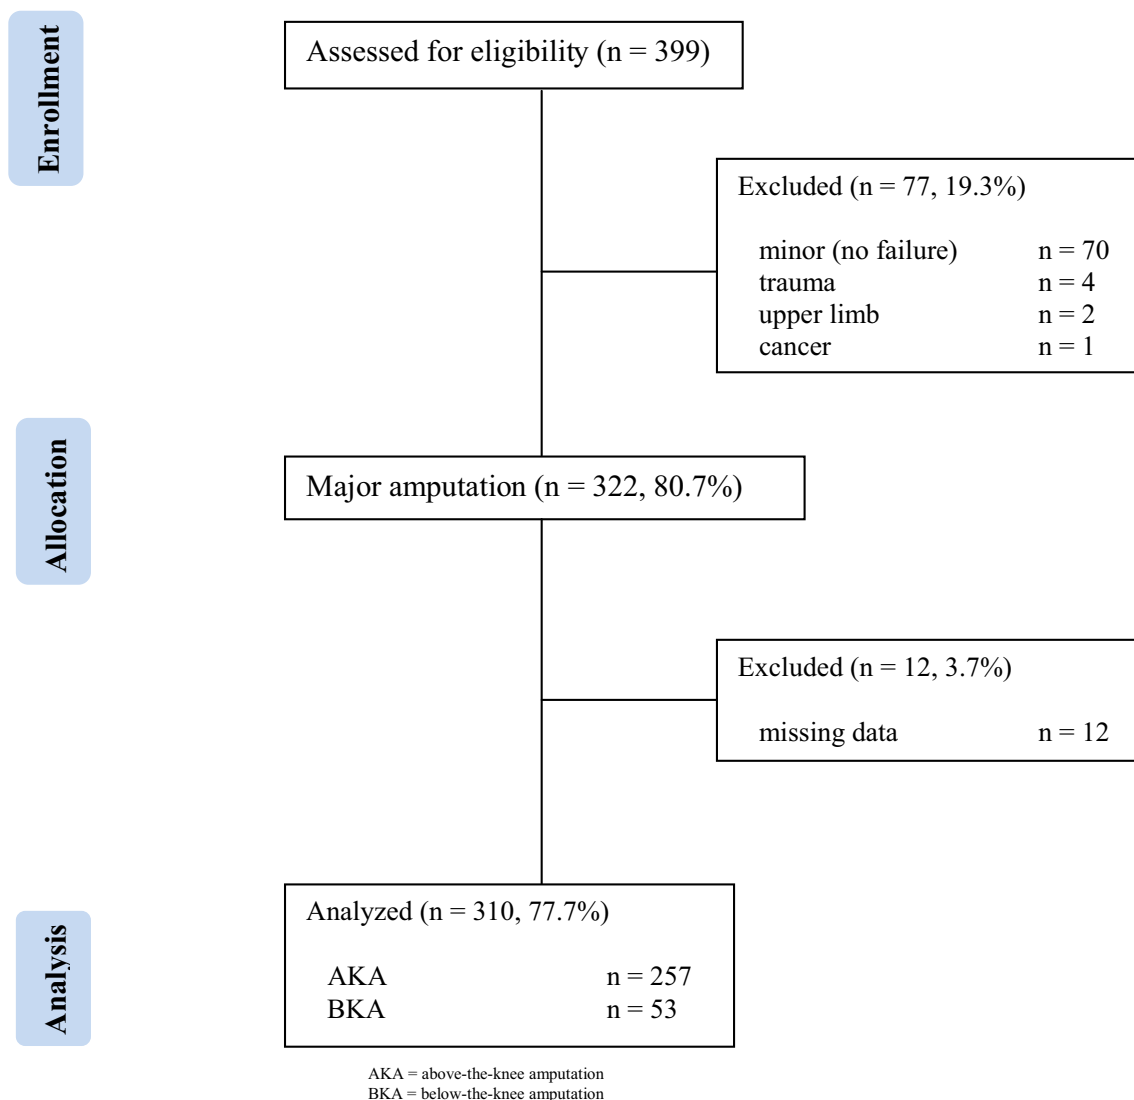 Enrollment
Assessed for eligibility (n = 399)
Excluded (n = 77, 19.3%)
minor (no failure) n = 70
trauma n = 4
upper limb n = 2
cancer n = 1
Allocation
Major amputation (n = 322, 80.7%)
Excluded (n = 12, 3.7%)
missing data n = 12
Analysis
Analyzed (n = 310, 77.7%)
AKA n = 257
BKA n = 53
AKA = above-the-knee amputation
BKA = below-the-knee amputation